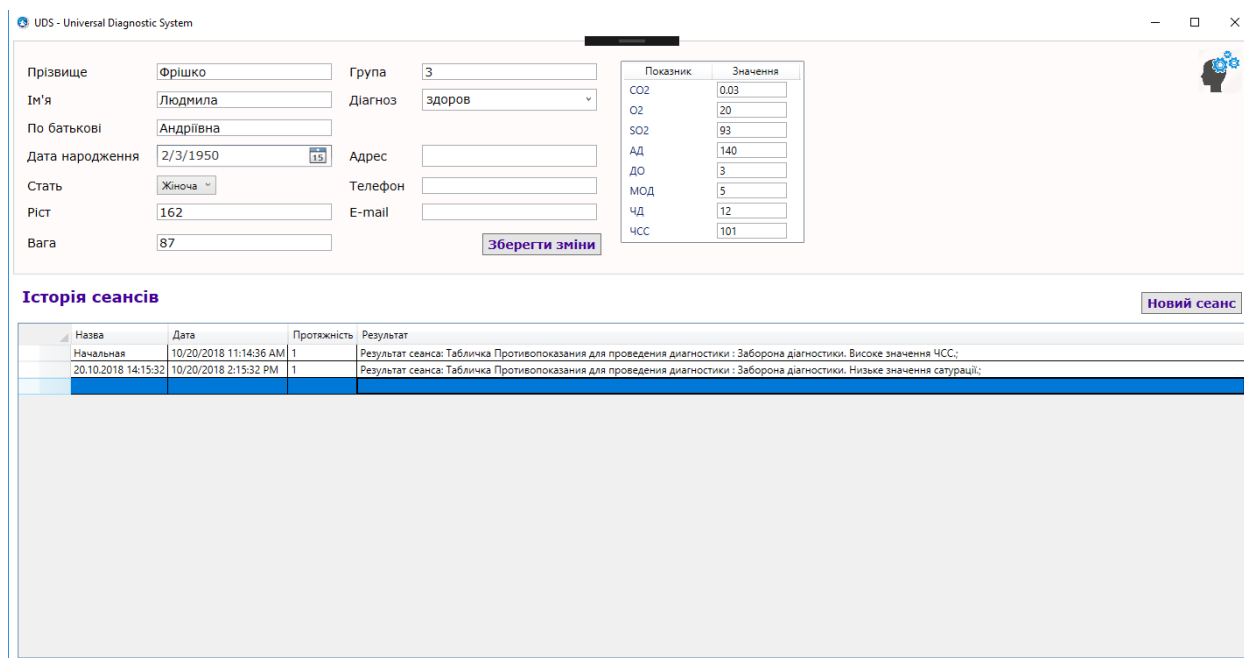 UDS - Universal Diagnostic System
Прізвище Фрішко Група 3
Ім'я Людмила Діагноз здоров
По батькові Андріївна
Дата народження 2/3/1950 15 Адрес
Стать Жіноча Телефон
Ріст 162 E-mail
Вага 87 Зберегти зміни
Показник Значення
CO2 0.03
O2 20
SO2 93
АД 140
ДО 3
МОД 5
ЧД 12
ЧСС 101
Історія сеансів
Новий сеанс
Назва Дата Протяжність Результат
Начальная 10/20/2018 11:14:36 AM 1 Результат сеанса: Табличка Противопоказания для проведения диагностики : Заборона діагностики. Високе значення ЧСС.;
20.10.2018 14:15:32 10/20/2018 2:15:32 PM 1 Результат сеанса: Табличка Противопоказания для проведения диагностики : Заборона діагностики. Низьке значення сатурації.;